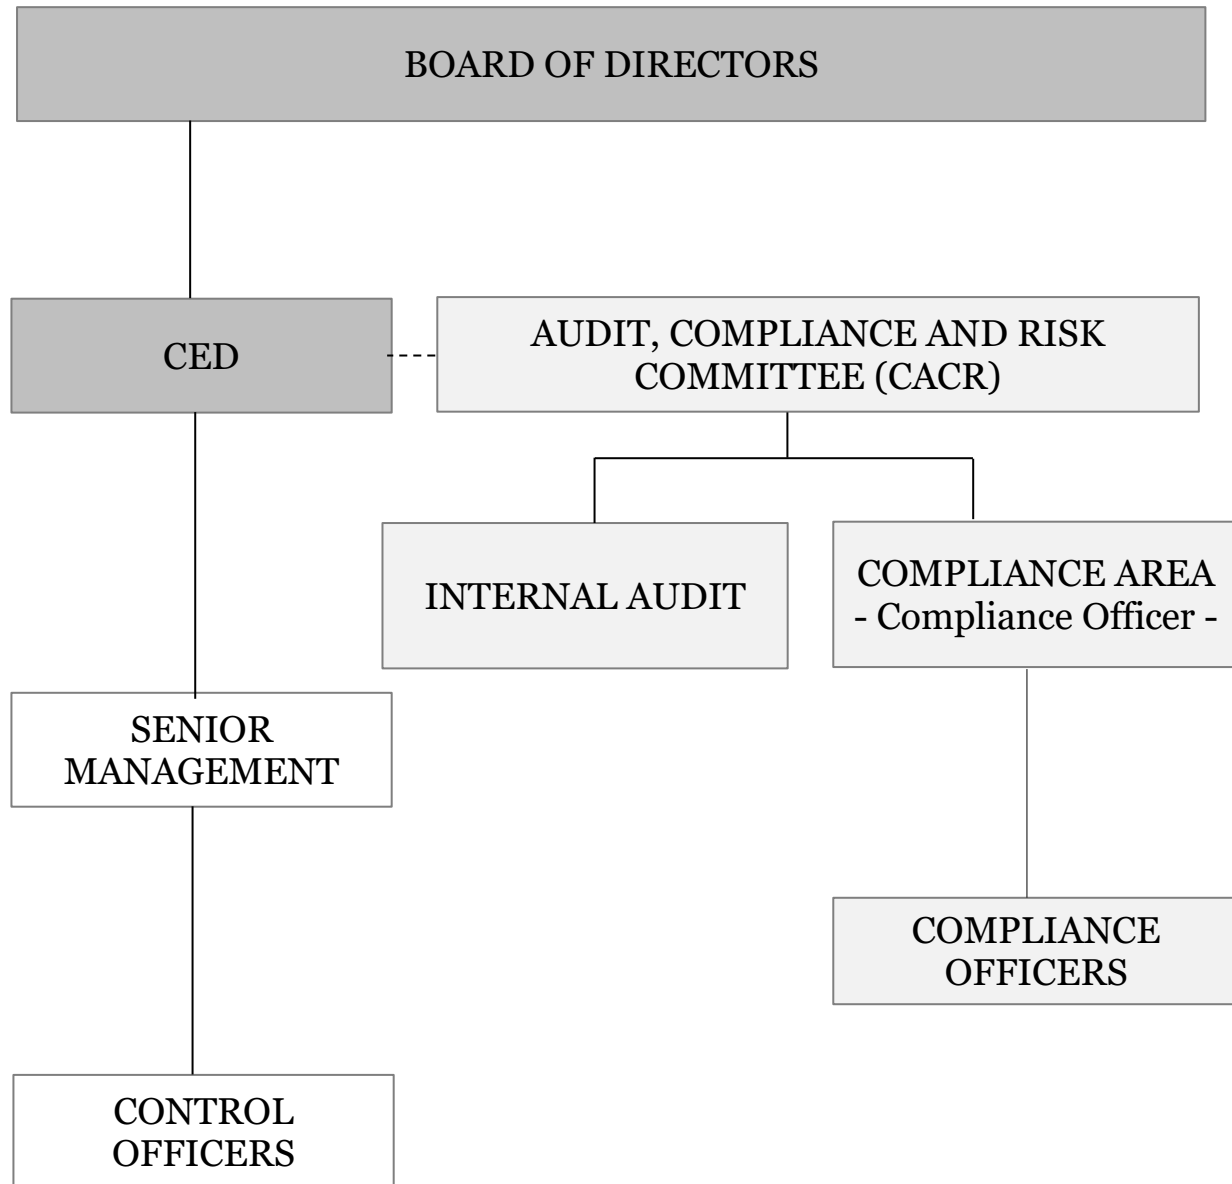 BOARD OF DIRECTORS
CED
AUDIT, COMPLIANCE AND RISK
COMMITTEE (CACR)
INTERNAL AUDIT
COMPLIANCE AREA
- Compliance Officer -
SENIOR
MANAGEMENT
COMPLIANCE
OFFICERS
CONTROL
OFFICERS